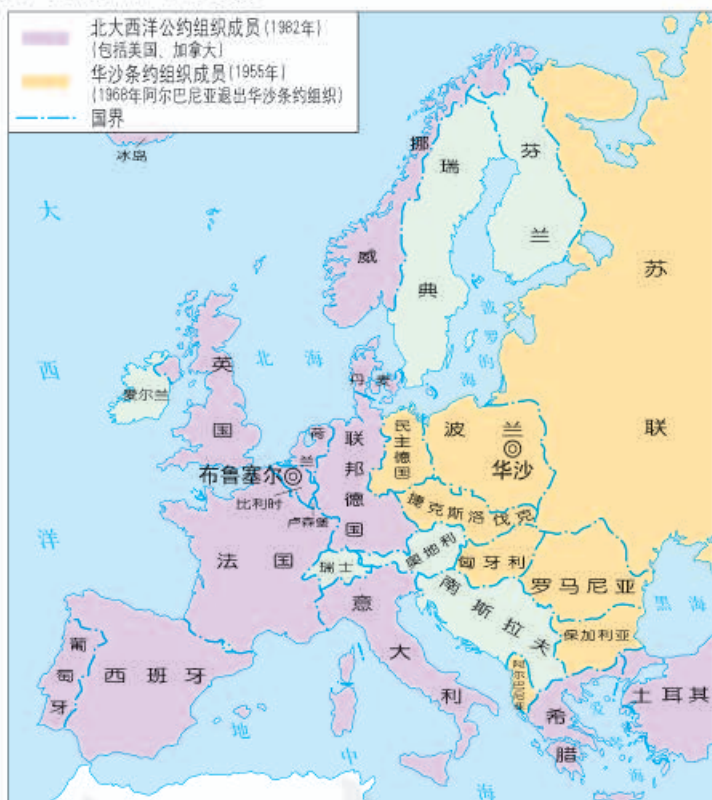 北大西洋公约组织成员(1982年)
(包括美国、加拿大)
华沙条约组织成员(1955年)
(1968年阿尔巴尼亚退出华沙条约组织)
国界
冰岛
大
西
洋
挪
威
瑞
典
芬
兰
苏
联
波罗的海
北海
英
国
爱尔兰
丹麦
荷
兰
布鲁塞尔
比利时
卢森堡
联邦德国
民主德国
波兰
华沙
捷克斯洛伐克
法国
瑞士
奥地利
匈牙利
罗马尼亚
黑海
南斯拉夫
保加利亚
阿尔巴尼亚
意
大
利
葡
萄
牙
西班牙
土耳其
希
腊
地
中
海
海